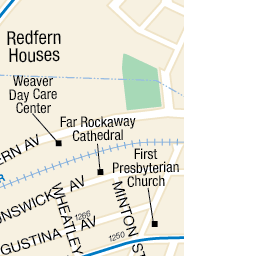 Redfern
Houses
Weaver
Day Care
Center
Far Rockaway
Cathedral
First
Presbyterian
Church
ERN AV
R
NSWICK AV
WHEATLEY
MINTON ST
1266
GUSTINA AV
1250